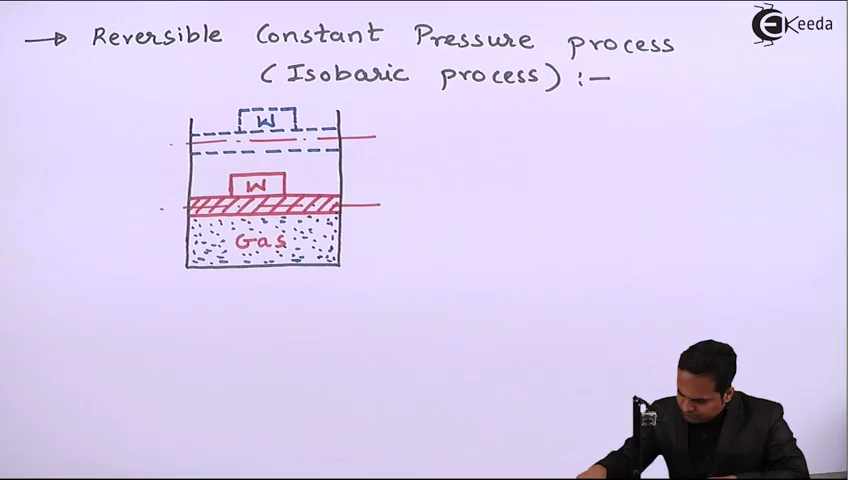 → Reversible Constant Pressure process
(Isobaric process) :–
EKeeda
W
W
Gas